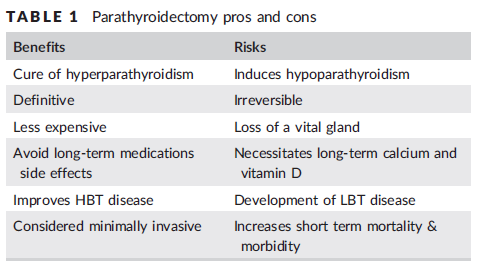 TABLE 1 Parathyroidectomy pros and cons
Benefits Risks
Cure of hyperparathyroidism Induces hypoparathyroidism
Definitive Irreversible
Less expensive Loss of a vital gland
Avoid long-term medications Necessitates long-term calcium and
side effects vitamin D
Improves HBT disease Development of LBT disease
Considered minimally invasive Increases short term mortality &
morbidity